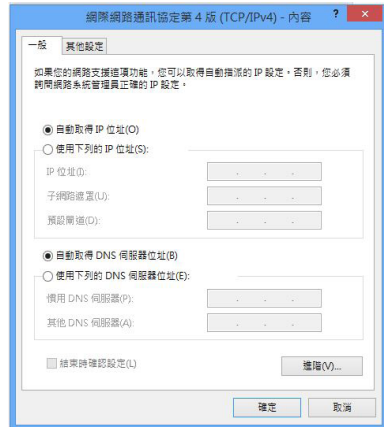 網際網路通訊協定第 4 版 (TCP/IPv4) - 內容
一般
其他設定
如果您的網路支援這項功能，您可以取得自動指派的 IP 設定。否則，您必須
詢問網路系統管理員正確的 IP 設定。
自動取得 IP 位址(O)
使用下列的 IP 位址(S):
IP 位址(I):
子網路遮罩(U):
預設閘道(D):
自動取得 DNS 伺服器位址(B)
使用下列的 DNS 伺服器位址(E):
慣用 DNS 伺服器(P):
其他 DNS 伺服器(A):
結束時確認設定(L)
進階(V)...
確定
取消